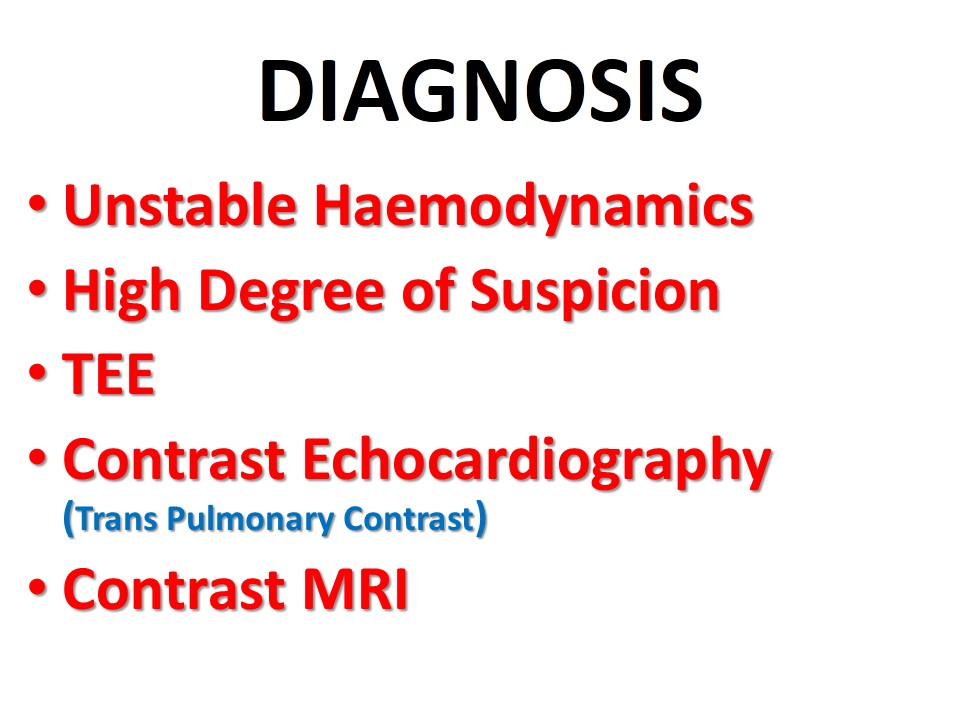 DIAGNOSIS
• Unstable Haemodynamics
• High Degree of Suspicion
• TEE
• Contrast Echocardiography
(Trans Pulmonary Contrast)
• Contrast MRI